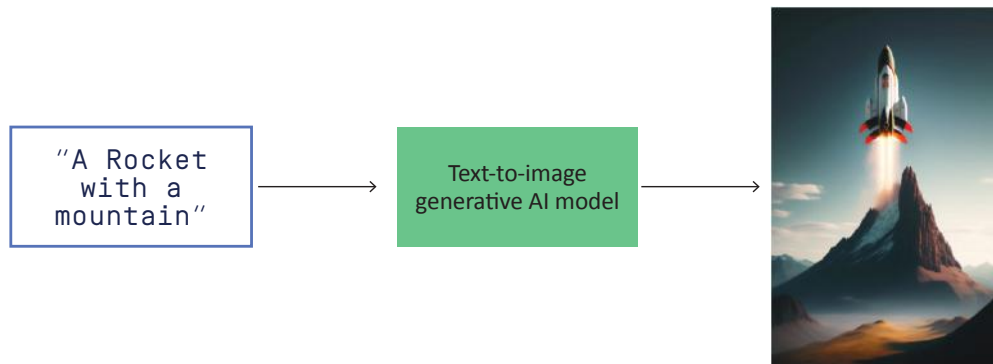 “A Rocket
with a
mountain”
Text-to-image
generative AI model